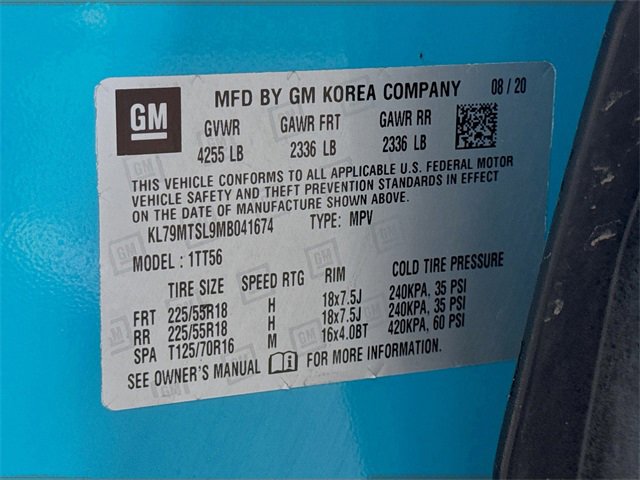 GM
MFD BY GM KOREA COMPANY 08 / 20
GVWR GAWR FRT GAWR RR
4255 LB 2336 LB 2336 LB
THIS VEHICLE CONFORMS TO ALL APPLICABLE U.S. FEDERAL MOTOR
VEHICLE SAFETY AND THEFT PREVENTION STANDARDS IN EFFECT
ON THE DATE OF MANUFACTURE SHOWN ABOVE.
KL79MTSL9MB041674 TYPE: MPV
MODEL : 1TT56
TIRE SIZE SPEED RTG RIM COLD TIRE PRESSURE
FRT 225/55R18 H 18x7.5J 240KPA, 35 PSI
RR 225/55R18 H 18x7.5J 240KPA, 35 PSI
SPA T125/70R16 M 16x4.0BT 420KPA, 60 PSI
SEE OWNER'S MANUAL FOR MORE INFORMATION.